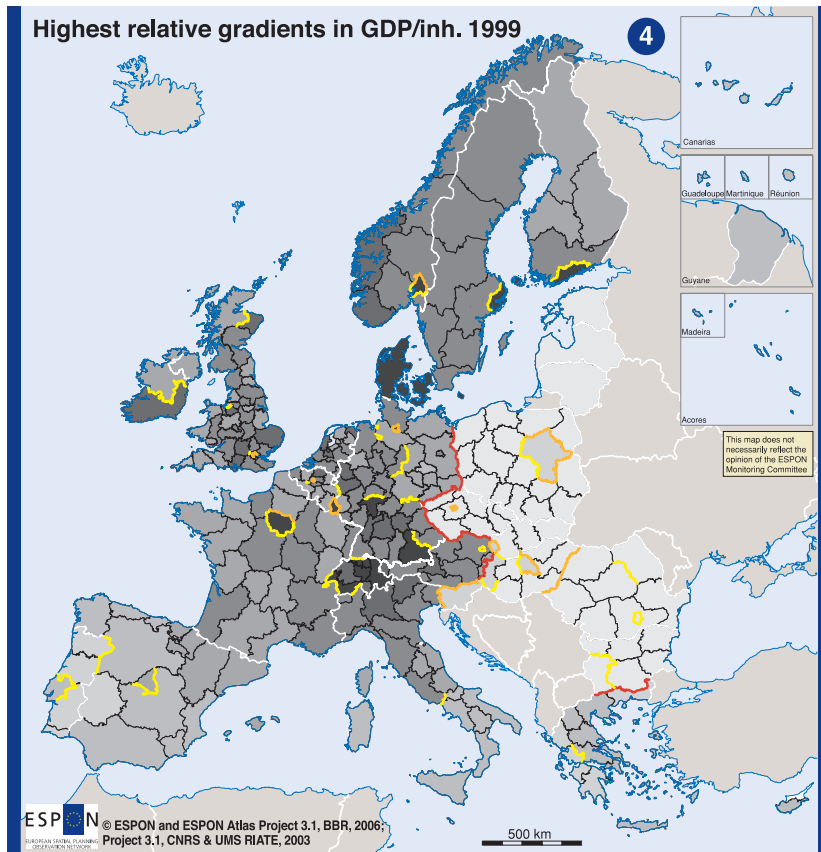 Highest relative gradients in GDP/inh. 1999
4
Canarias
Guadeloupe
Martinique
Réunion
Guyane
Madeira
Acores
This map does not
necessarily reflect the
opinion of the ESPON
Monitoring Committee
500 km
ESPON
EUROPEAN SPATIAL PLANNING
OBSERVATION NETWORK
© ESPON and ESPON Atlas Project 3.1, BBR, 2006;
Project 3.1, CNRS & UMS RIATE, 2003